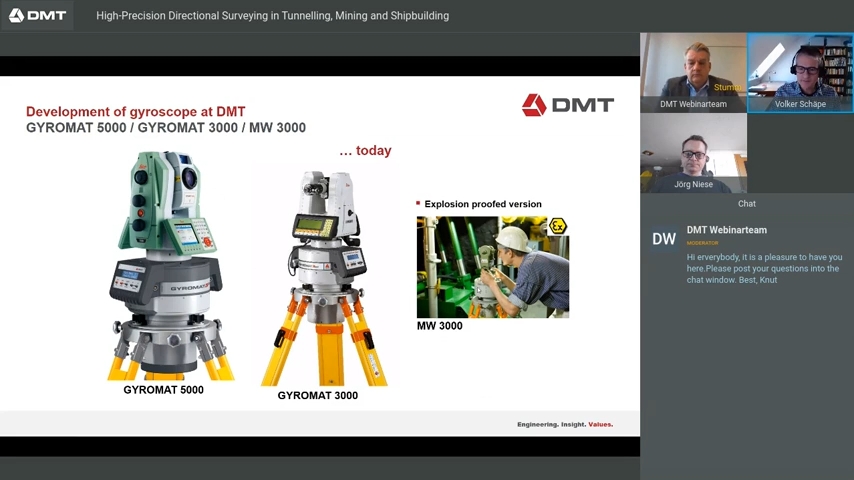 DMT
High-Precision Directional Surveying in Tunnelling, Mining and Shipbuilding
Development of gyroscope at DMT
GYROMAT 5000 / GYROMAT 3000 / MW 3000
DMT
... today
Explosion proofed version
Ex
GYROMAT
MW 3000
GYROMAT 5000
GYROMAT 3000
Engineering. Insight. Values.
DMT Webinarteam
Volker Schäpe
Jörg Niese
Chat
DW
DMT Webinarteam
MODERATOR
Hi erverybody, it is a pleasure to have you
here.Please post your questions into the
chat window. Best, Knut